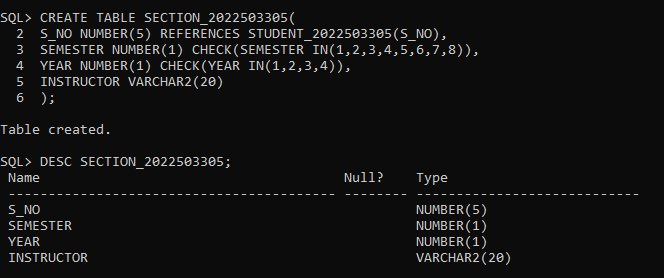 SQL> CREATE TABLE SECTION_2022503305(
  2  S_NO NUMBER(5) REFERENCES STUDENT_2022503305(S_NO),
  3  SEMESTER NUMBER(1) CHECK(SEMESTER IN(1,2,3,4,5,6,7,8)),
  4  YEAR NUMBER(1) CHECK(YEAR IN(1,2,3,4)),
  5  INSTRUCTOR VARCHAR2(20)
  6  );
Table created.
SQL> DESC SECTION_2022503305;
 Name                                      Null?    Type
 ----------------------------------------- -------- ----------------------------
 S_NO                                               NUMBER(5)
 SEMESTER                                           NUMBER(1)
 YEAR                                               NUMBER(1)
 INSTRUCTOR                                         VARCHAR2(20)